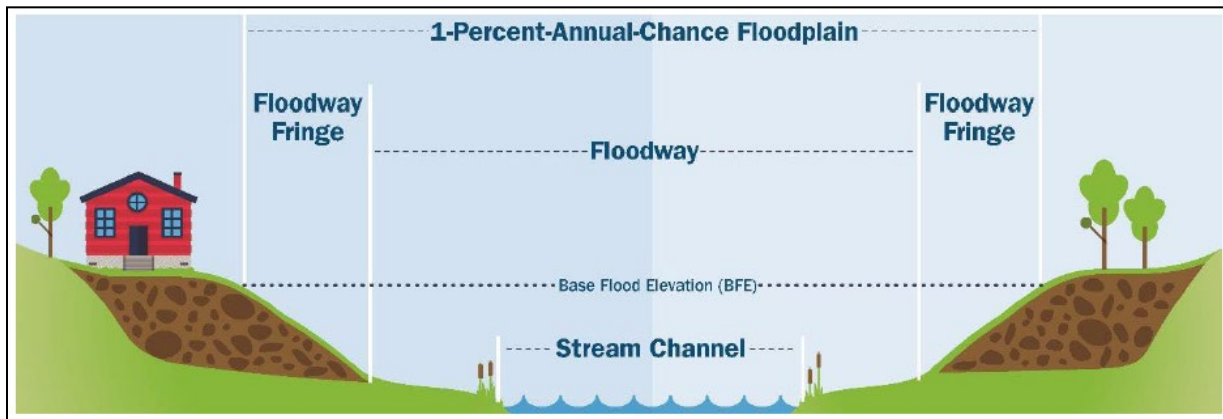 1-Percent-Annual-Chance Floodplain
Floodway
Fringe
Floodway
Floodway
Fringe
Base Flood Elevation (BFE)
Stream Channel